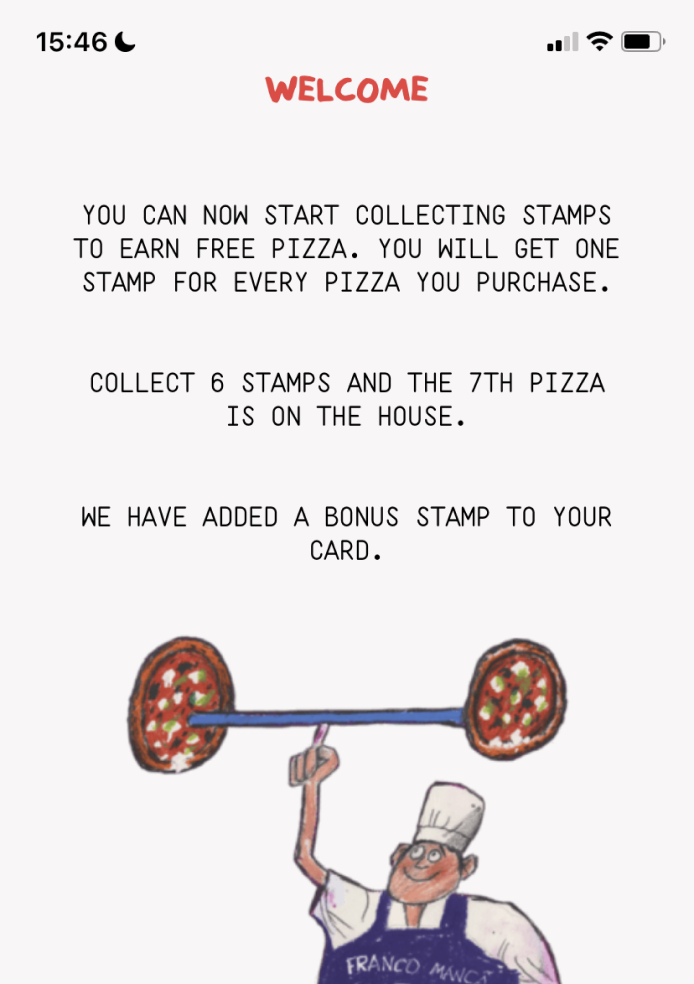 15:46
WELCOME
YOU CAN NOW START COLLECTING STAMPS
TO EARN FREE PIZZA. YOU WILL GET ONE
STAMP FOR EVERY PIZZA YOU PURCHASE.
COLLECT 6 STAMPS AND THE 7TH PIZZA
IS ON THE HOUSE.
WE HAVE ADDED A BONUS STAMP TO YOUR
CARD.
FRANCO MANCA